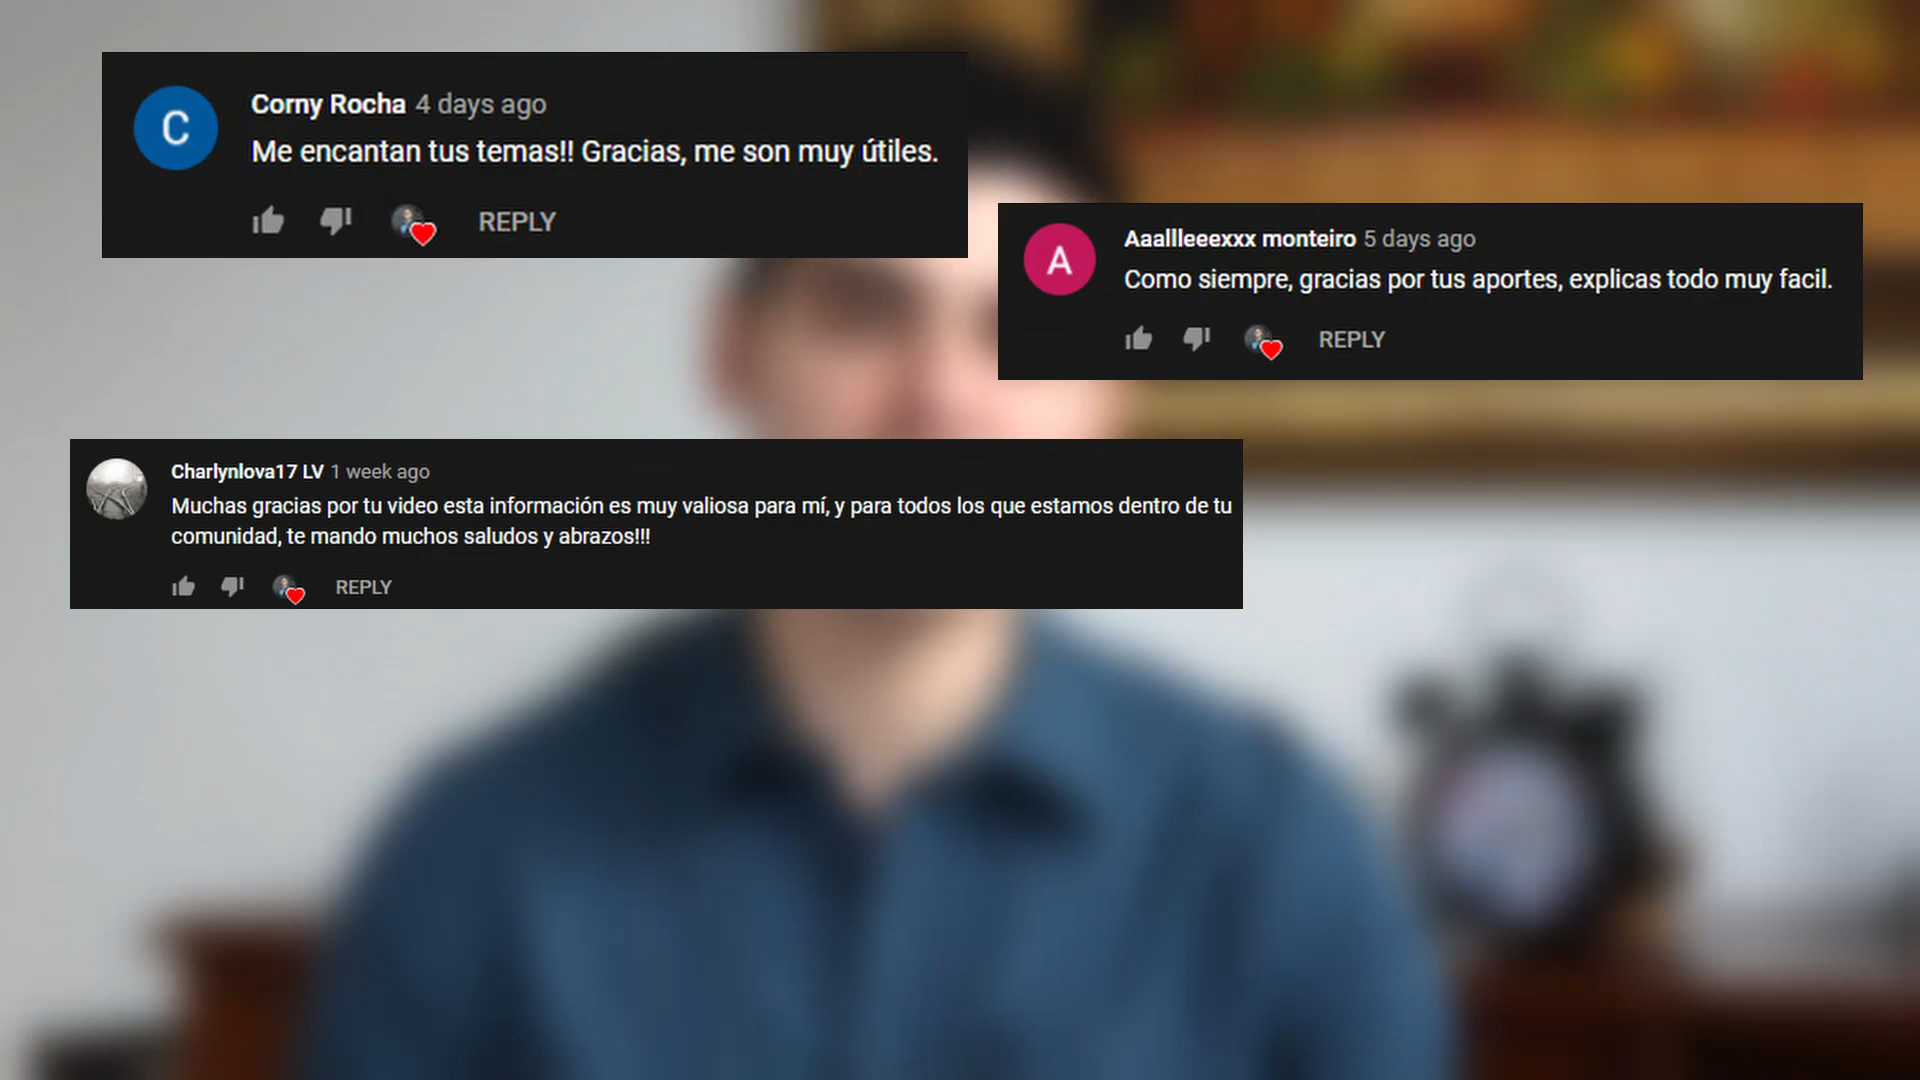 C
Corny Rocha 4 days ago
Me encantan tus temas!! Gracias, me son muy útiles.
REPLY
A
Aaallleeexxx monteiro 5 days ago
Como siempre, gracias por tus aportes, explicas todo muy facil.
REPLY
Charlynlova17 LV 1 week ago
Muchas gracias por tu video esta información es muy valiosa para mí, y para todos los que estamos dentro de tu
comunidad, te mando muchos saludos y abrazos!!!
REPLY